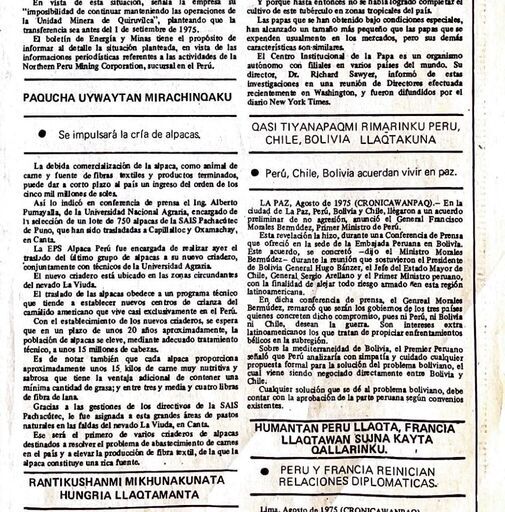 En vista de esta situación, señala la empresa su
"imposibilidad de continuar manteniendo las operaciones de
la Unidad Minera de Quiruvilca", planteando que la
transferencia sea antes del 1 de setiembre de 1975.
El boletín de Energía y Minas tiene el propósito de
informar al detalle la situación planteada, en vista de las
informaciones periodísticas referentes a las actividades de la
Northern Peru Mining Corporation, sucursal en el Perú.
PAQUCHA UYWAYTAN MIRACHINQAKU
● Se impulsará la cría de alpacas.
La debida comercialización de la alpaca, como animal de
carne y fuente de fibras textiles y productos terminados,
puede dar a corto plazo al país un ingreso del orden de los
cinco mil millones de soles.
Así lo indicó en conferencia de prensa el Ing. Alberto
Pumayalla, de la Universidad Nacional Agraria, encargado de
la selección de un lote de 750 alpacas de la SAIS Pachacútec
de Puno, que han sido trasladadas a Capillalloc y Oxamachay,
en Canta.
La EPS Alpaca Perú fue encargada de realizar ayer el
trasladado del último grupo de alpacas a su nuevo criadero,
conjuntamente con técnicos de la Universidad Agraria.
El nuevo criadero está ubicado en las zonas circundantes
del nevado La Viuda.
El traslado de las alpacas obedece a un programa técnico
que tiende a establecer nuevos centros de crianza del
camélido americano que vive casi exclusivamente en el Perú.
Con el establecimiento de los nuevos criaderos, se espera
que en un plazo de unos 20 años aproximadamente, la
población de alpacas se eleve, mediante adecuado tratamiento
técnico, a unos 15 millones de cabezas.
Es de notar también que cada alpaca proporciona
aproximadamente unos 15 kilos de carne muy nutritiva y
sabrosa que tiene la ventaja adicional de contener una
mínima cantidad de grasa; y entre tres y media y cuatro libras
de fibra de lana.
Gracias a las gestiones de los directivos de la SAIS
Pachacútec, le fue asignada a esta grandes áreas de pastos
naturales en las faldas del nevado La Viuda, en Canta.
Ese será el primero de varios criaderos de alpacas
destinados a resolver el problema de abastecimiento de carnes
en el país y a elevar la producción de fibra textil, de la que la
alpaca constituye una rica fuente.
RANTIKUSHANMI MIKHUNAKUNATA
HUNGRIA LLAQTAMANTA
Y porque hasta entonces no se había logrado completar el
cultivo de este tubérculo en zonas tropicales del país.
Las papas que se han obtenido bajo condiciones especiales,
han alcanzado un tamaño más pequeño que las papas que se
expenden usualmente en los mercados, pero sus demás
características son similares.
El Centro Institucional de la Papa es un organismo
autónomo con filiales en varios países del mundo. Su
director, Dr. Richard Sawyer, informó de estas
investigaciones en una reunión de Directores efectuada
recientemente en Washington, y fueron difundidos por el
diario New York Times.
QASI TIYANAPAQMI RIMARINKU PERU,
CHILE, BOLIVIA LLAQTAKUNA
● Perú, Chile, Bolivia acuerdan vivir en paz.
LA PAZ, Agosto de 1975 (CRONICAWANPAQ).— En la
ciudad de La Paz, Perú, Bolivia y Chile, llegaron a un acuerdo
preliminar de no agresión, anunció el General Francisco
Morales Bermúdez, Primer Ministro de Perú.
Esta revelación la hizo, durante una Conferencia de Prensa
que ofreció en la sede de la Embajada Peruana en Bolivia.
Este acuerdo, se concretó —dijo el Ministro Morales
Bermúdez— durante la reunión que sostuvieron el Presidente
de Bolivia General Hugo Bánzer, el Jefe del Estado Mayor de
Chile, General Sergio Arellano y el Primer Ministro peruano,
con la finalidad de alejar todo riesgo armado en esta región
latinoamericana.
En dicha conferencia de prensa, el Genreal Morales
Bermúdez, remarcó que serán los gobiernos de los tres países
quienes concreten dicho compromiso, pues ni Perú, ni Bolivia
ni Chile, desean la guerra. Son intereses extra
latinoamericanos los que tratan de propiciar enfrentamientos
bélicos en la subregión.
Sobre la mediterraneidad de Bolivia, el Premier Peruano
señaló que Perú analizaría con simpatía y cuidado cualquier
propuesta formal para la solución del problema boliviano, el
cual viene siendo negociado directamente entre Bolivia y
Chile.
Cualquier solución que se dé al problema boliviano, debe
contar con la aprobación de la parte peruana según convenios
existentes.
HUMANTAN PERU LLAQTA, FRANCIA
LLAQTAWAN SUJNA KAYTA
QALLARINKU.
● PERU Y FRANCIA REINICIAN
RELACIONES DIPLOMATICAS.
Lima, Agosto de 1975 (CRONICAWANPAQ)